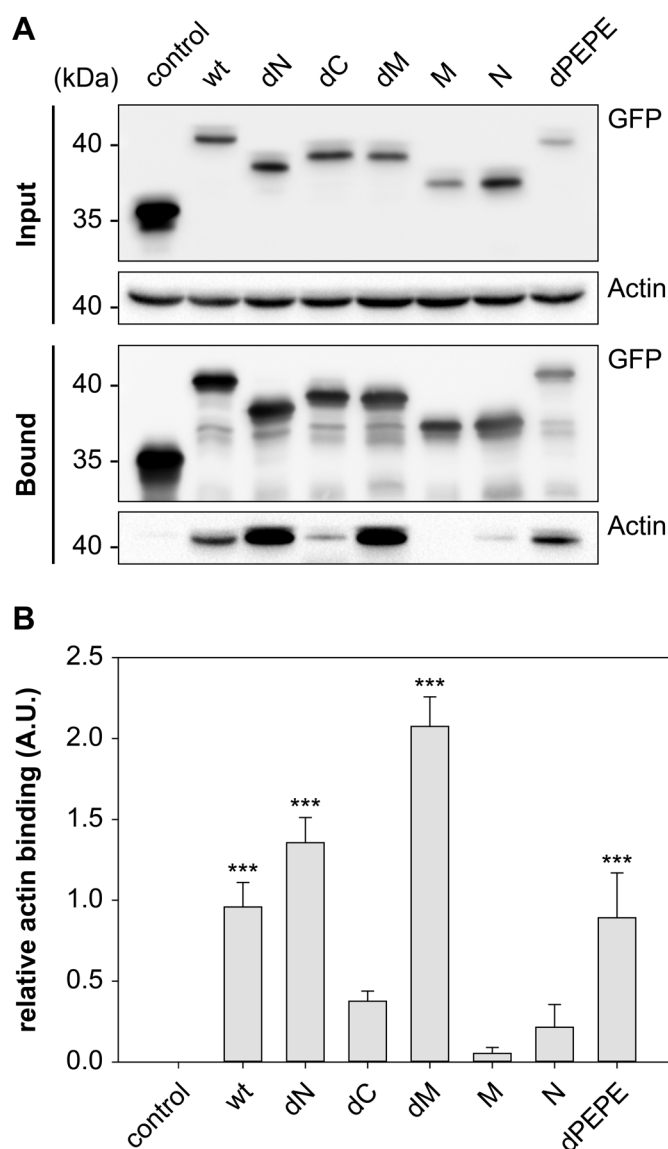 A
(kDa) control wt dN dC dM M N dPEPE
Input
40
35
GFP
40
Actin
Bound
40
35
GFP
40
Actin
B
relative actin binding (A.U.)
2.5
2.0
1.5
1.0
0.5
0.0
***
***
***
***
control wt dN dC dM M N dPEPE